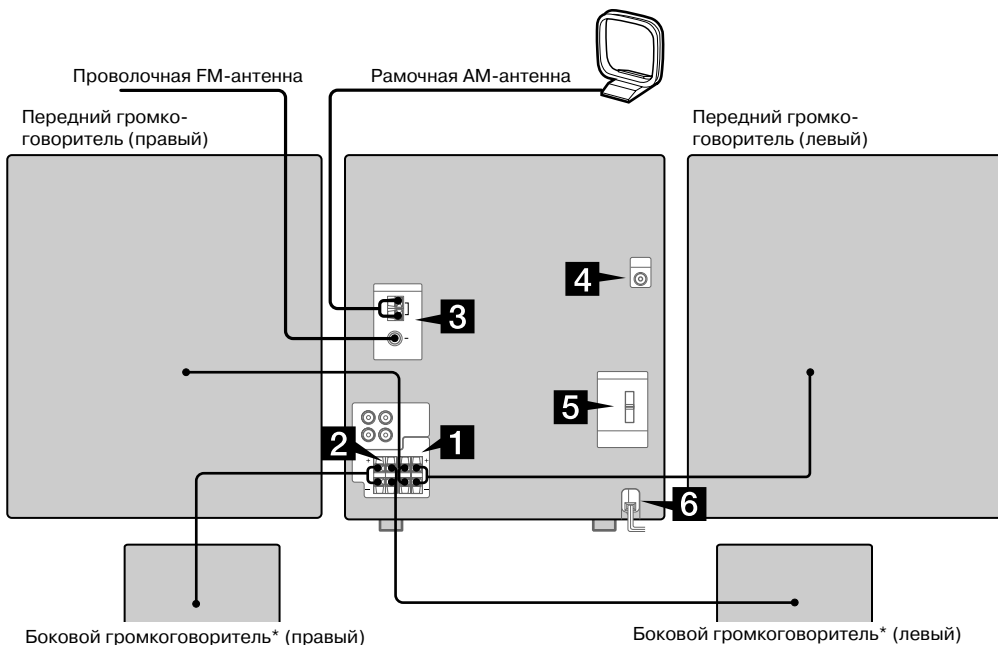 Проволочная FM-антенна
Рамочная AM-антенна
Передний громко-
говоритель (правый)
Передний громко-
говоритель (левый)
4
3
5
2
1
+
+
–
–
6
Боковой громкоговоритель* (правый)
Боковой громкоговоритель* (левый)